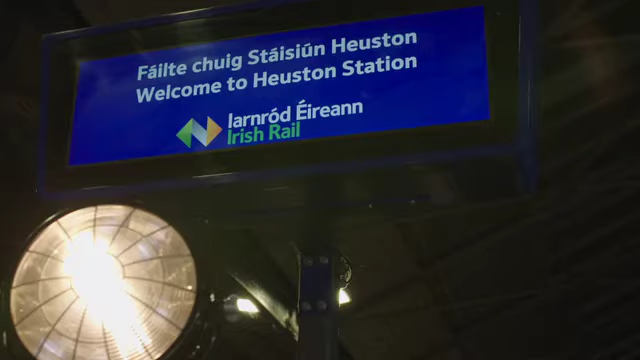 Fáilte chuig Stáisiún Heuston
Welcome to Heuston Station
Iarnród Éireann
Irish Rail